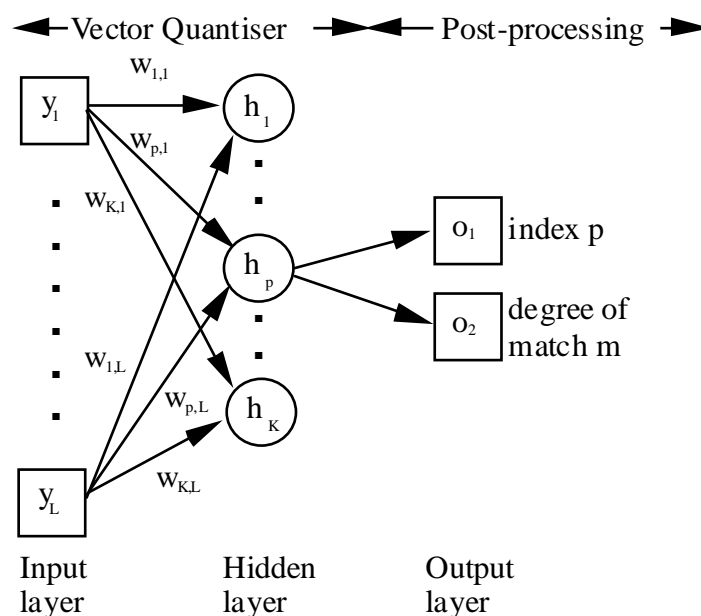 Vector Quantiser Post-processing
w1,1
y1 h1
wp,1
wK,1
o1 index p
hp
o2 degree of
match m
w1,L
wp,L
hK
wK,L
yL
Input Hidden Output
layer layer layer